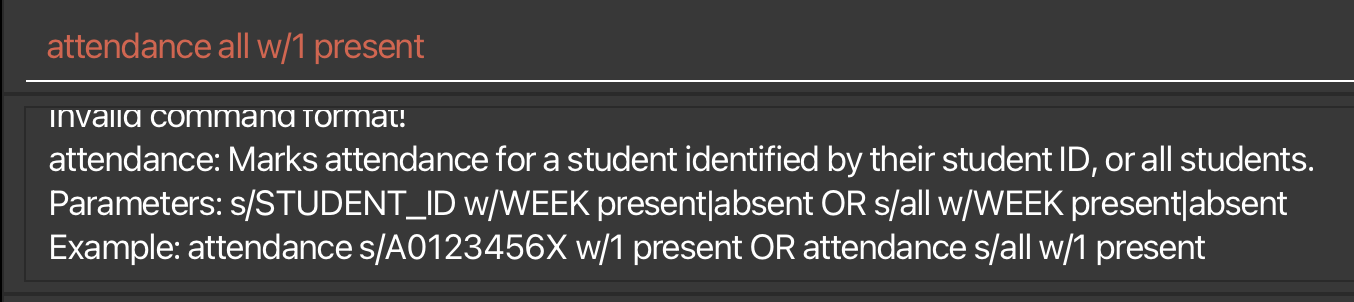 attendance all w/1 present
Invalid command format!
attendance: Marks attendance for a student identified by their student ID, or all students.
Parameters: s/STUDENT_ID w/WEEK present|absent OR s/all w/WEEK present|absent
Example: attendance s/A0123456X w/1 present OR attendance s/all w/1 present